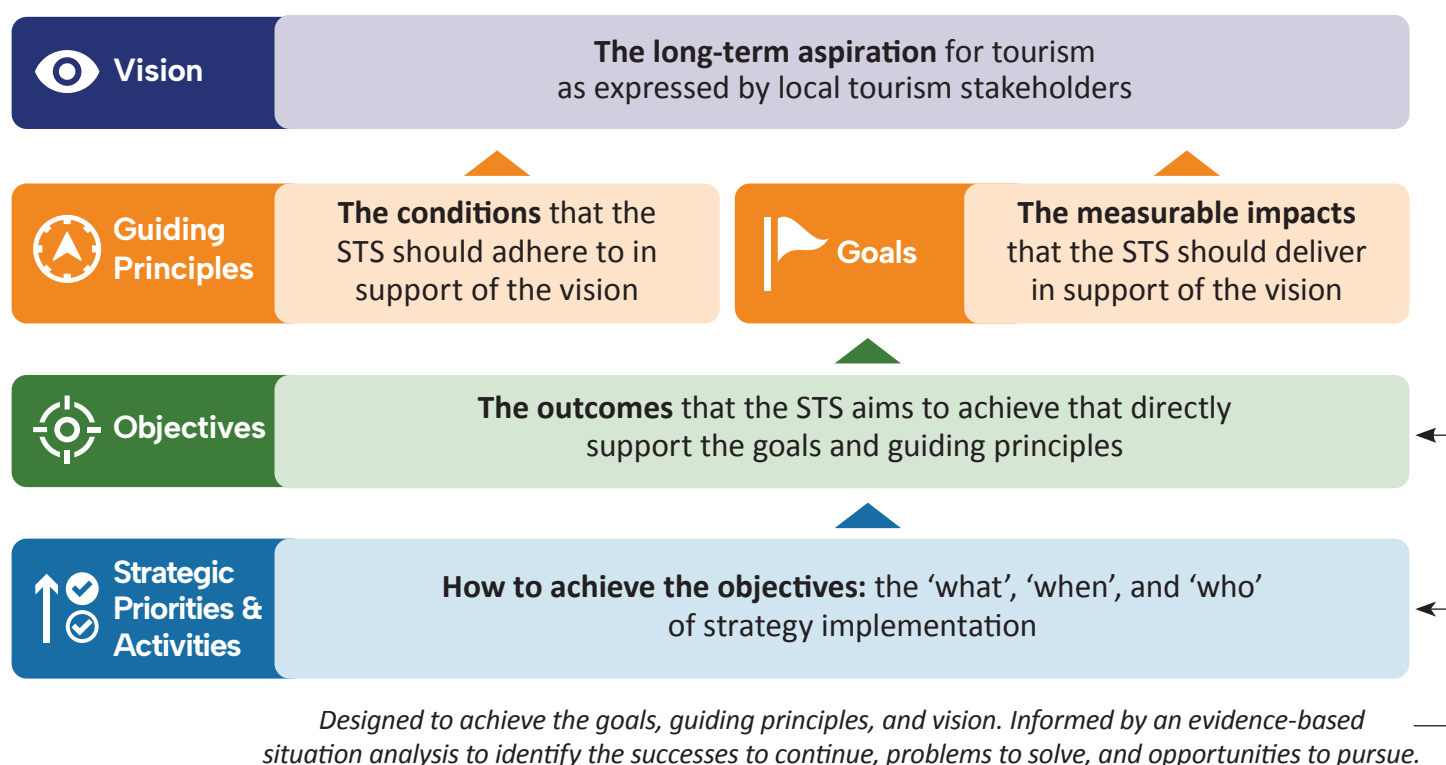 Vision
The long-term aspiration for tourism
as expressed by local tourism stakeholders
Guiding
Principles
The conditions that the
STS should adhere to in
support of the vision
Goals
The measurable impacts
that the STS should deliver
in support of the vision
Objectives
The outcomes that the STS aims to achieve that directly
support the goals and guiding principles
Strategic
Priorities &
Activities
How to achieve the objectives: the ‘what’, ‘when’, and ‘who’
of strategy implementation
Designed to achieve the goals, guiding principles, and vision. Informed by an evidence-based
situation analysis to identify the successes to continue, problems to solve, and opportunities to pursue.